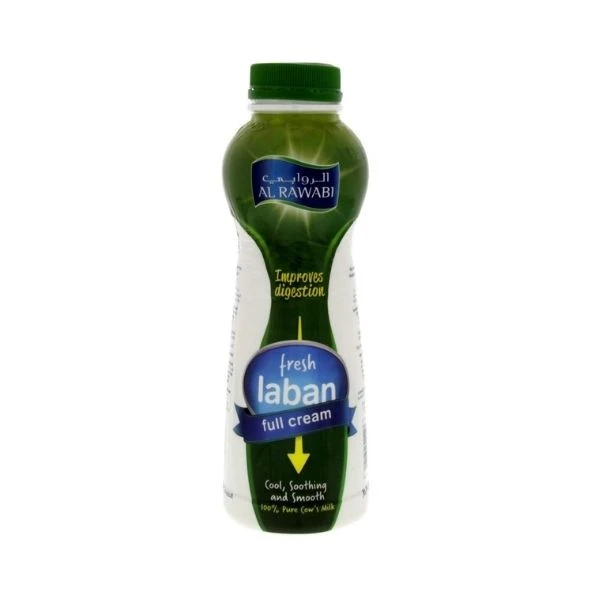 الروابي
AL RAWABI
Improves
digestion
fresh
laban
full cream
Cool, Soothing
and Smooth
100% Pure Cow's Milk